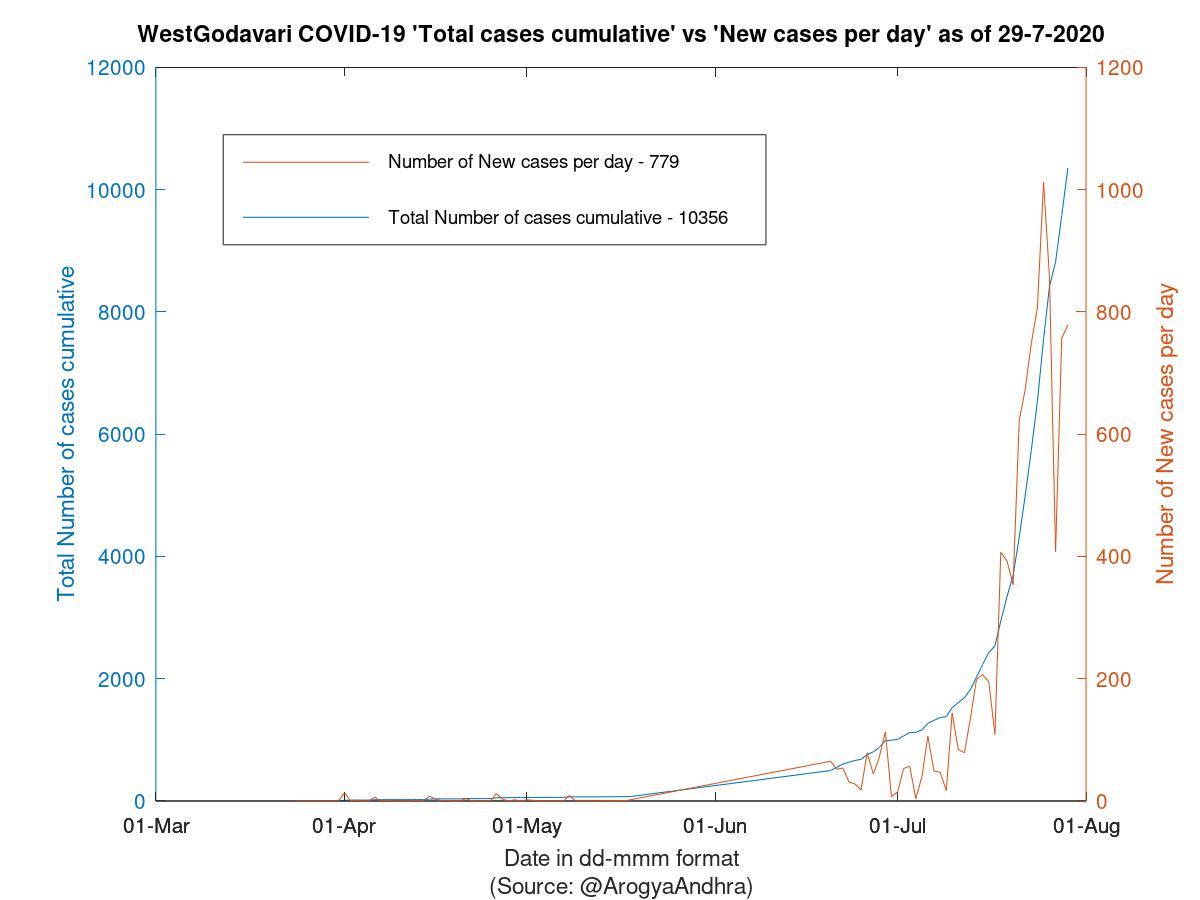 WestGodavari COVID-19 'Total cases cumulative' vs 'New cases per day' as of 29-7-2020
12000
10000
8000
6000
4000
2000
0
Total Number of cases cumulative
Number of New cases per day - 779
Total Number of cases cumulative - 10356
1200
1000
800
600
400
200
0
Number of New cases per day
01-Mar
01-Apr
01-May
01-Jun
01-Jul
01-Aug
Date in dd-mmm format
(Source: @ArogyaAndhra)